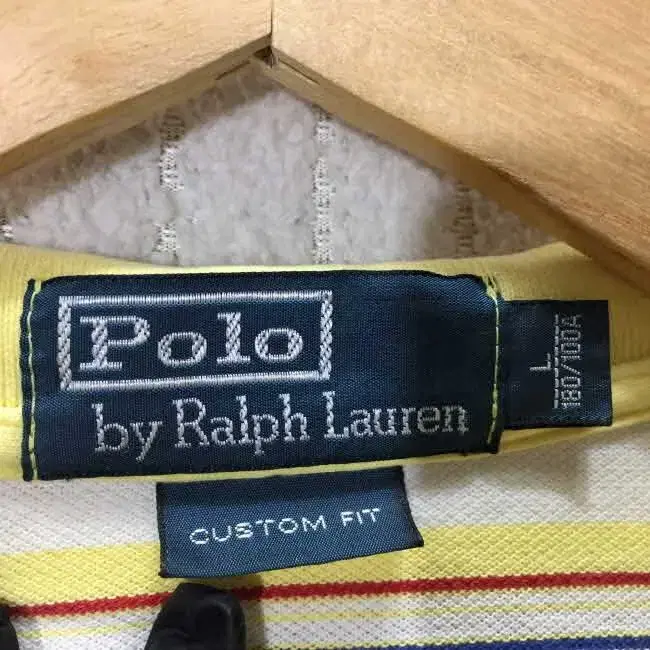 Polo
by Ralph Lauren
L
180/100A
CUSTOM FIT